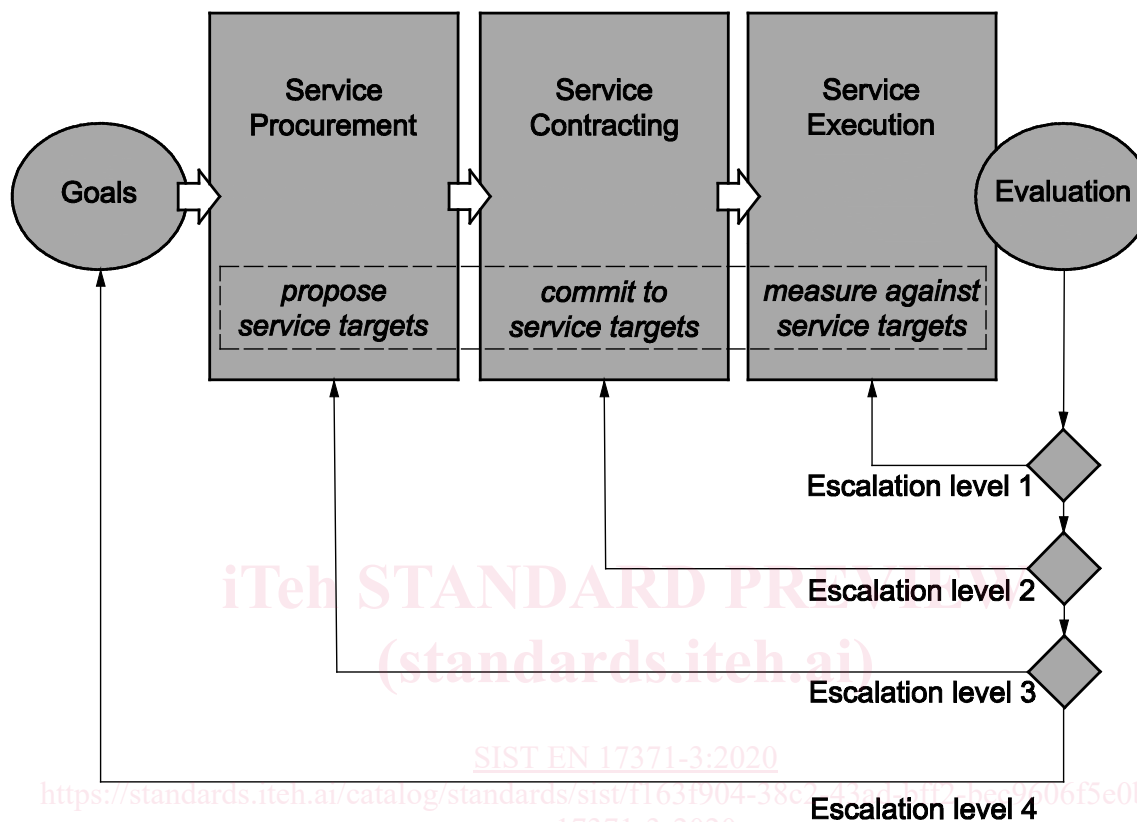 Service
Procurement
Service
Contracting
Service
Execution
Goals
Evaluation
propose
service targets
commit to
service targets
measure against
service targets
Escalation level 1
Escalation level 2
Escalation level 3
Escalation level 4
iTeh STANDARD PREVIEW
(standards.iteh.ai)
SIST EN 17371-3:2020